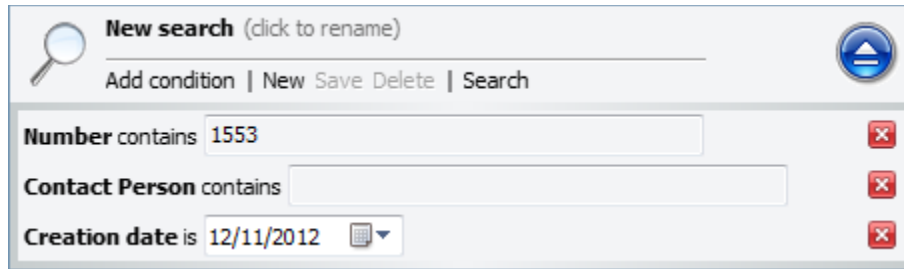 New search (click to rename)
Add condition | New Save Delete | Search
Number contains 1553
Contact Person contains
Creation date is 12/11/2012